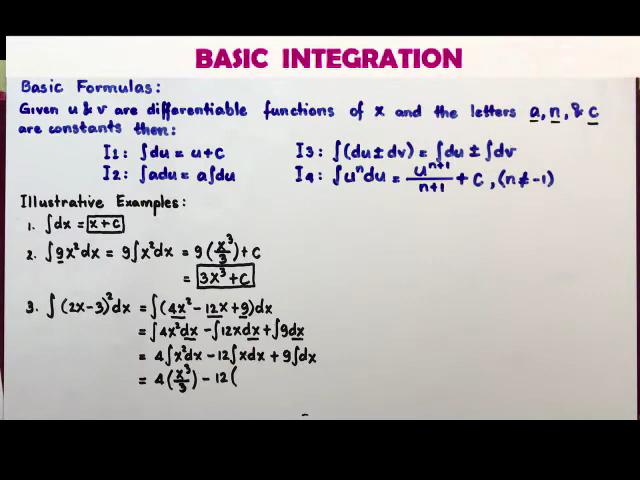 BASIC INTEGRATION
Basic Formulas:
Given u & v are differentiable functions of x and the letters a, n, & c
are constants then:
I1: ∫du = u+c   I3: ∫(du ± dv) = ∫du ± ∫dv
I2: ∫adu = a∫du   I4: ∫uⁿdu = uⁿ⁺¹/n+1 + c, (n ≠ -1)
Illustrative Examples:
1. ∫dx = x+c
2. ∫9x²dx = 9∫x²dx = 9(x³/3)+c
= 3x³+c
3. ∫(2x-3)²dx = ∫(4x²-12x+9)dx
= ∫4x²dx - ∫12xdx + ∫9dx
= 4∫x²dx - 12∫xdx + 9∫dx
= 4(x³/3) - 12(